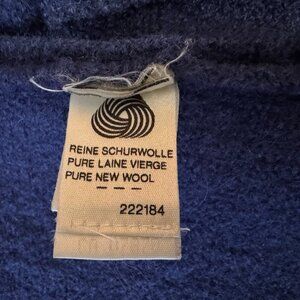 REINE SCHURWOLLE
PURE LAINE VIERGE
PURE NEW WOOL
222184